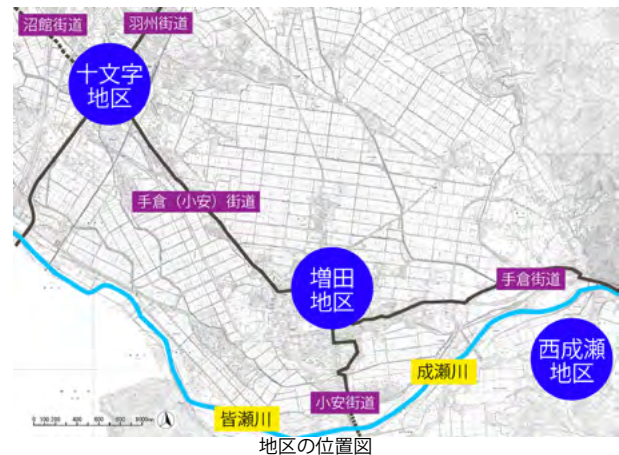 沼館街道
羽州街道
十文字
地区
手倉（小安）街道
増田
地区
手倉街道
西成瀬
地区
成瀬川
小安街道
皆瀬川
地区の位置図